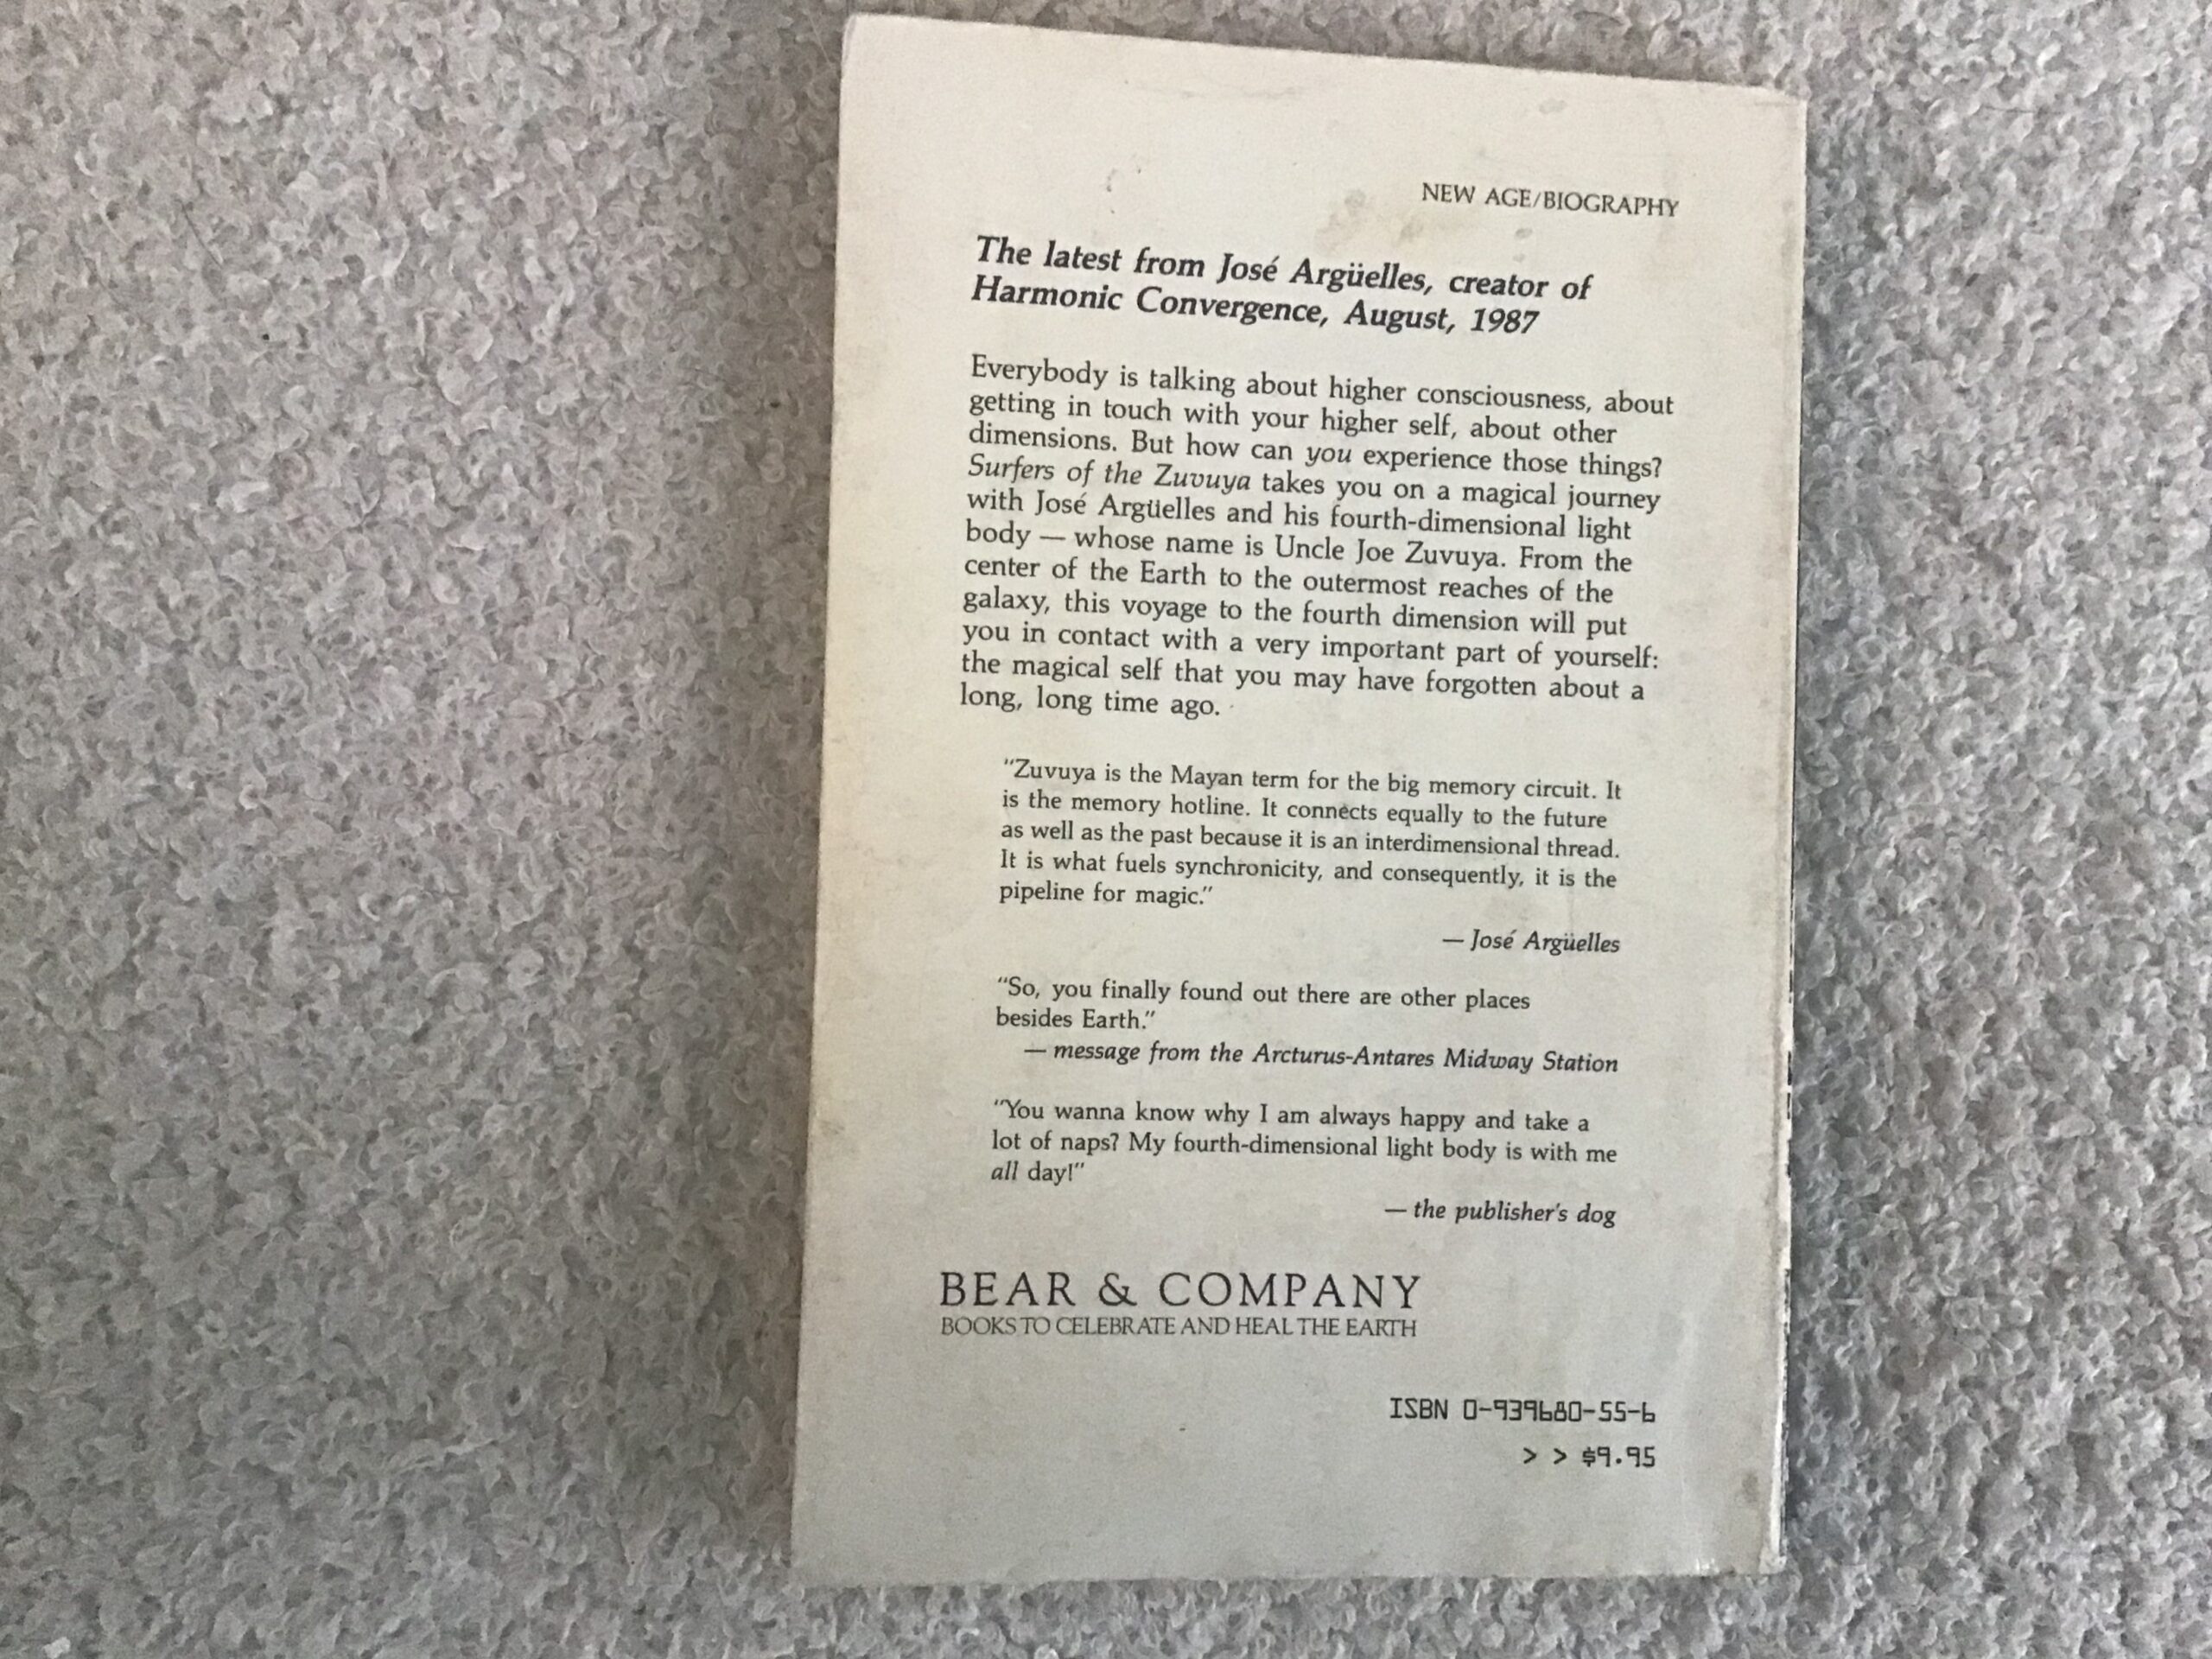 NEW AGE/BIOGRAPHY
The latest from José Argüelles, creator of
Harmonic Convergence, August, 1987
Everybody is talking about higher consciousness, about
getting in touch with your higher self, about other
dimensions. But how can you experience those things?
Surfers of the Zuvuya takes you on a magical journey
with José Argüelles and his fourth-dimensional light
body — whose name is Uncle Joe Zuvuya. From the
center of the Earth to the outermost reaches of the
galaxy, this voyage to the fourth dimension will put
you in contact with a very important part of yourself:
the magical self that you may have forgotten about a
long, long time ago.
"Zuvuya is the Mayan term for the big memory circuit. It
is the memory hotline. It connects equally to the future
as well as the past because it is an interdimensional thread.
It is what fuels synchronicity, and consequently, it is the
pipeline for magic."
— José Argüelles
"So, you finally found out there are other places
besides Earth."
— message from the Arcturus-Antares Midway Station
"You wanna know why I am always happy and take a
lot of naps? My fourth-dimensional light body is with me
all day!"
— the publisher's dog
BEAR & COMPANY
BOOKS TO CELEBRATE AND HEAL THE EARTH
ISBN 0-939680-55-6
> > $9.95